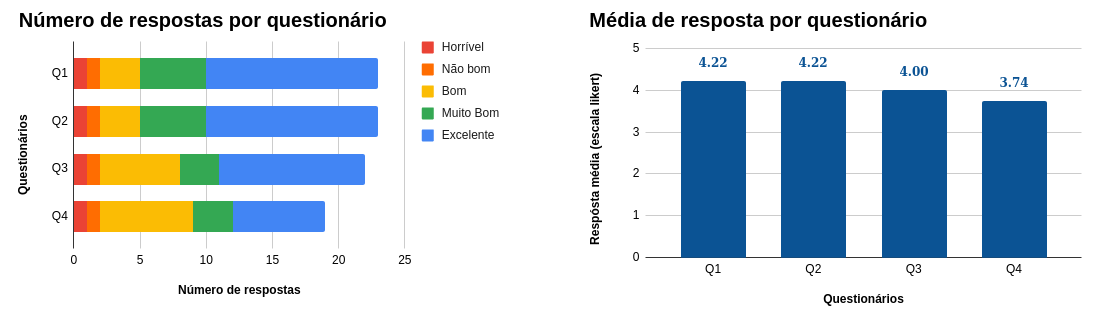 Número de respostas por questionário
Horrível
Não bom
Bom
Muito Bom
Excelente
Questionários
Q1
Q2
Q3
Q4
0 5 10 15 20 25
Número de respostas
Média de resposta por questionário
Respósta média (escala likert)
5
4
3
2
1
0
4.22 4.22 4.00 3.74
Q1 Q2 Q3 Q4
Questionários